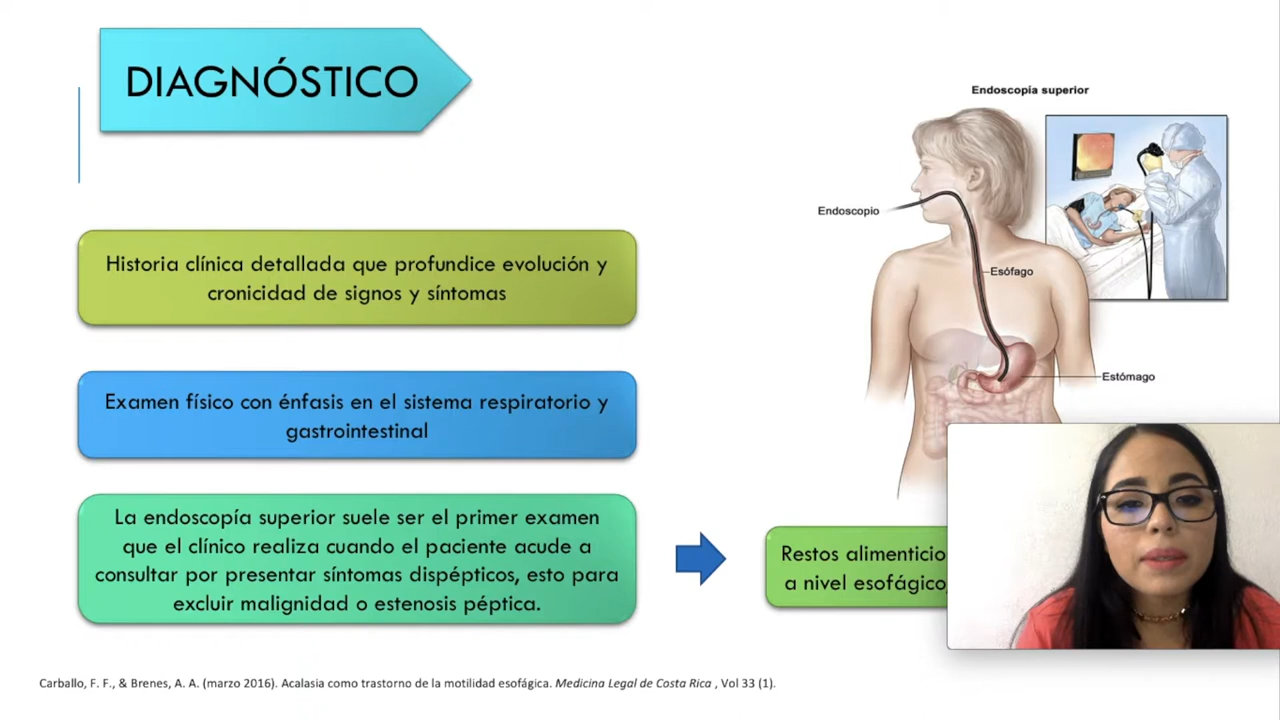 DIAGNÓSTICO
Historia clínica detallada que profundice evolución y
cronicidad de signos y síntomas
Examen físico con énfasis en el sistema respiratorio y
gastrointestinal
La endoscopía superior suele ser el primer examen
que el clínico realiza cuando el paciente acude a
consultar por presentar síntomas dispépticos, esto para
excluir malignidad o estenosis péptica.
Endoscopía superior
Endoscopio
Esófago
Estómago
Restos alimenticio
a nivel esofágico,
Carballo, F. F., & Brenes, A. A. (marzo 2016). Acalasia como trastorno de la motilidad esofágica. Medicina Legal de Costa Rica , Vol 33 (1).